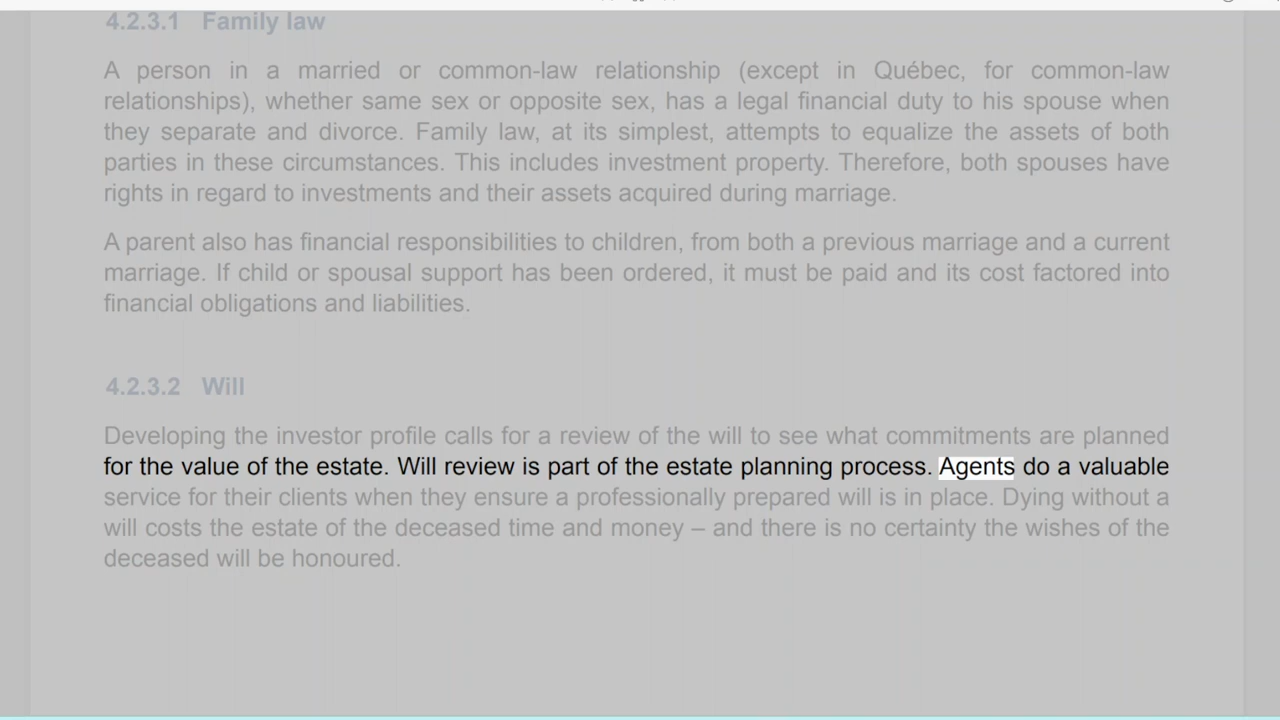 4.2.3.1 Family law
A person in a married or common-law relationship (except in Québec, for common-law
relationships), whether same sex or opposite sex, has a legal financial duty to his spouse when
they separate and divorce. Family law, at its simplest, attempts to equalize the assets of both
parties in these circumstances. This includes investment property. Therefore, both spouses have
rights in regard to investments and their assets acquired during marriage.
A parent also has financial responsibilities to children, from both a previous marriage and a current
marriage. If child or spousal support has been ordered, it must be paid and its cost factored into
financial obligations and liabilities.
4.2.3.2 Will
Developing the investor profile calls for a review of the will to see what commitments are planned
for the value of the estate. Will review is part of the estate planning process. Agents do a valuable
service for their clients when they ensure a professionally prepared will is in place. Dying without a
will costs the estate of the deceased time and money – and there is no certainty the wishes of the
deceased will be honoured.